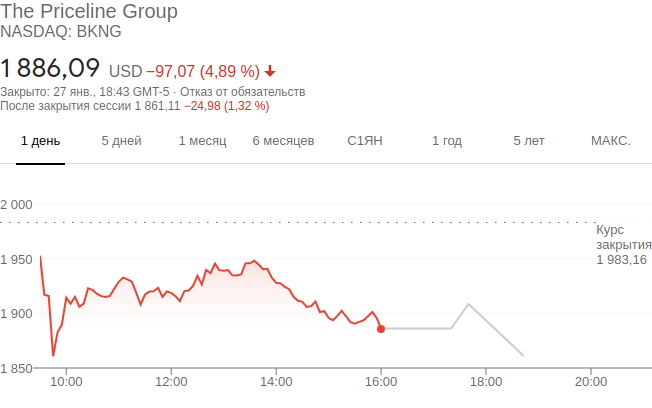 The Priceline Group
NASDAQ: BKNG
1 886,09 USD −97,07 (4,89 %)
Закрыто: 27 янв., 18:43 GMT-5 · Отказ от обязательств
После закрытия сессии 1 861,11 −24,98 (1,32 %)
1 день 5 дней 1 месяц 6 месяцев С1ЯН 1 год 5 лет МАКС.
2 000
Курс
закрытия
1 950 1 983,16
1 900
1 850
10:00 12:00 14:00 16:00 18:00 20:00